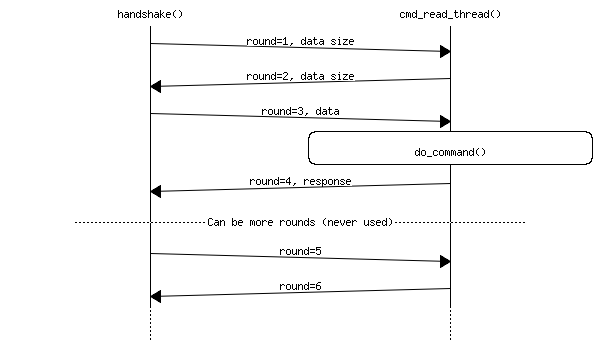 handshake()
cmd_read_thread()
round=1, data size
round=2, data size
round=3, data
do_command()
round=4, response
Can be more rounds (never used)
round=5
round=6